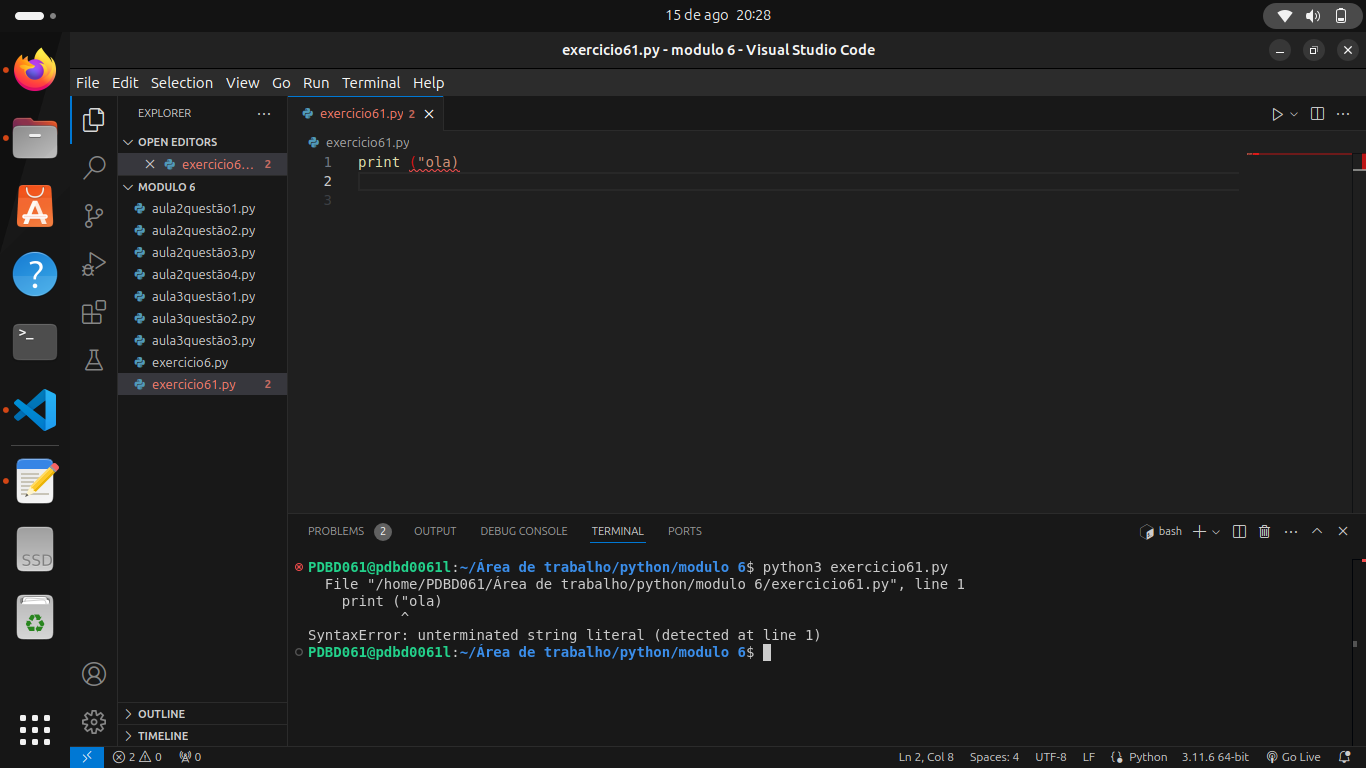 15 de ago 20:28
exercicio61.py - modulo 6 - Visual Studio Code
File Edit Selection View Go Run Terminal Help
EXPLORER
OPEN EDITORS
exercicio6... 2
MODULO 6
aula2questão1.py
aula2questão2.py
aula2questão3.py
aula2questão4.py
aula3questão1.py
aula3questão2.py
aula3questão3.py
exercicio6.py
exercicio61.py 2
OUTLINE
TIMELINE
exercicio61.py 2
exercicio61.py
1 print ("ola)
2
3
PROBLEMS 2 OUTPUT DEBUG CONSOLE TERMINAL PORTS
bash
PDBD061@pdbd0061l:~/Área de trabalho/python/modulo 6$ python3 exercicio61.py
File "/home/PDBD061/Área de trabalho/python/modulo 6/exercicio61.py", line 1
print ("ola)
^
SyntaxError: unterminated string literal (detected at line 1)
PDBD061@pdbd0061l:~/Área de trabalho/python/modulo 6$
SSD
2 0 0
Ln 2, Col 8 Spaces: 4 UTF-8 LF Python 3.11.6 64-bit Go Live